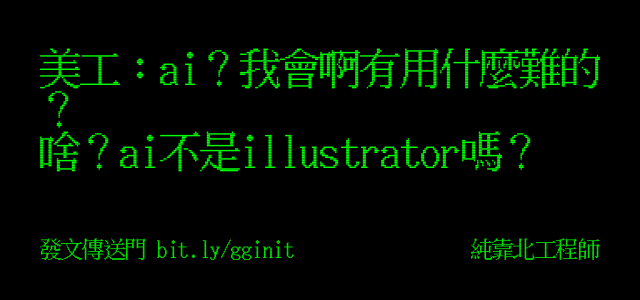 美工：ai？我會啊有用什麼難的
？
啥？ai不是illustrator嗎？
發文傳送門 bit.ly/gginit
純靠北工程師